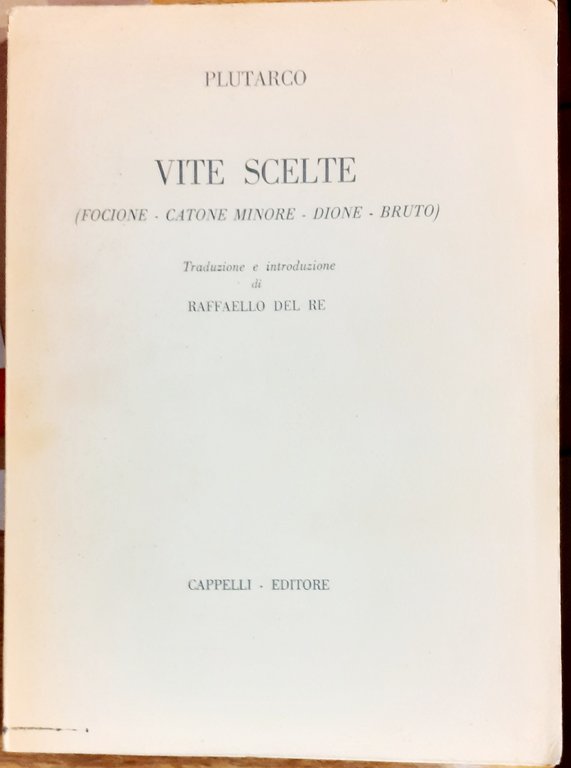 PLUTARCO
VITE SCELTE
(FOCIONE - CATONE MINORE - DIONE - BRUTO)
Traduzione e introduzione
di
RAFFAELLO DEL RE
CAPPELLI - EDITORE